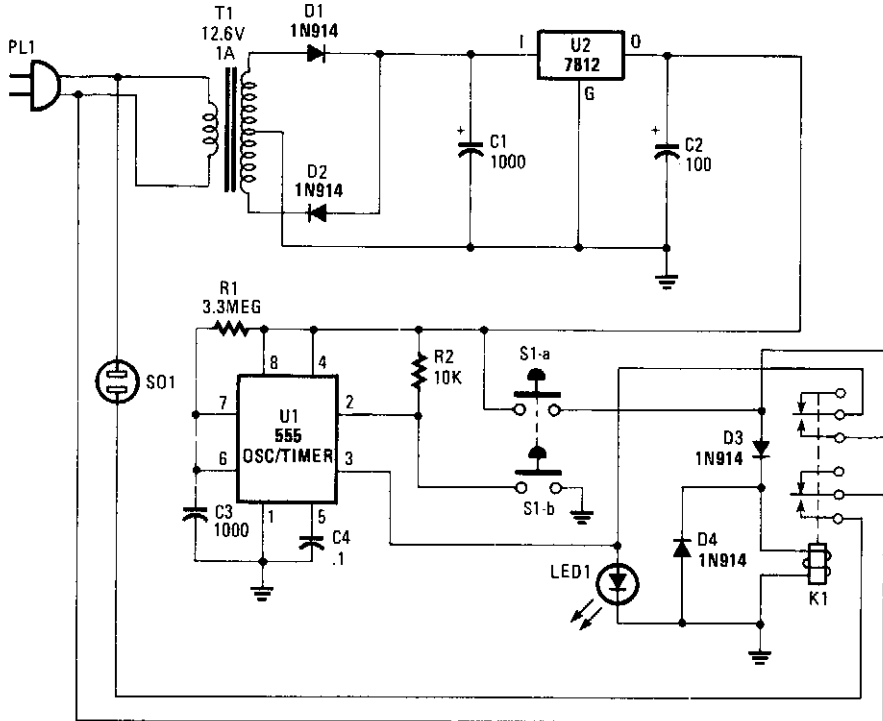 PL1
T1
12.6V
1A
D1
1N914
D2
1N914
I
U2
7812
O
G
+
C1
1000
+
C2
100
R1
3.3MEG
8
4
R2
10K
S1-a
SO1
7
U1
555
OSC/TIMER
2
6
3
D3
1N914
C3
1000
1
5
C4
.1
S1-b
D4
1N914
LED1
K1